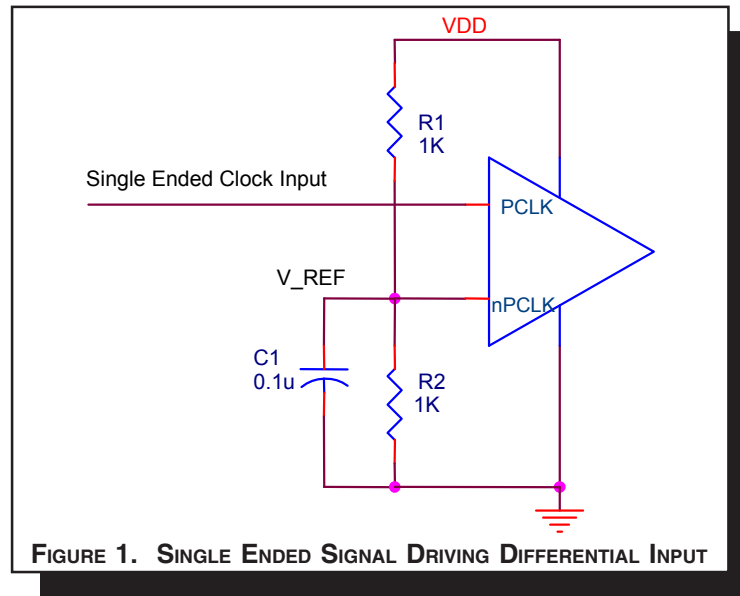 VDD
R1
1K
Single Ended Clock Input
PCLK
V_REF
nPCLK
C1
0.1u
R2
1K
FIGURE 1. SINGLE ENDED SIGNAL DRIVING DIFFERENTIAL INPUT